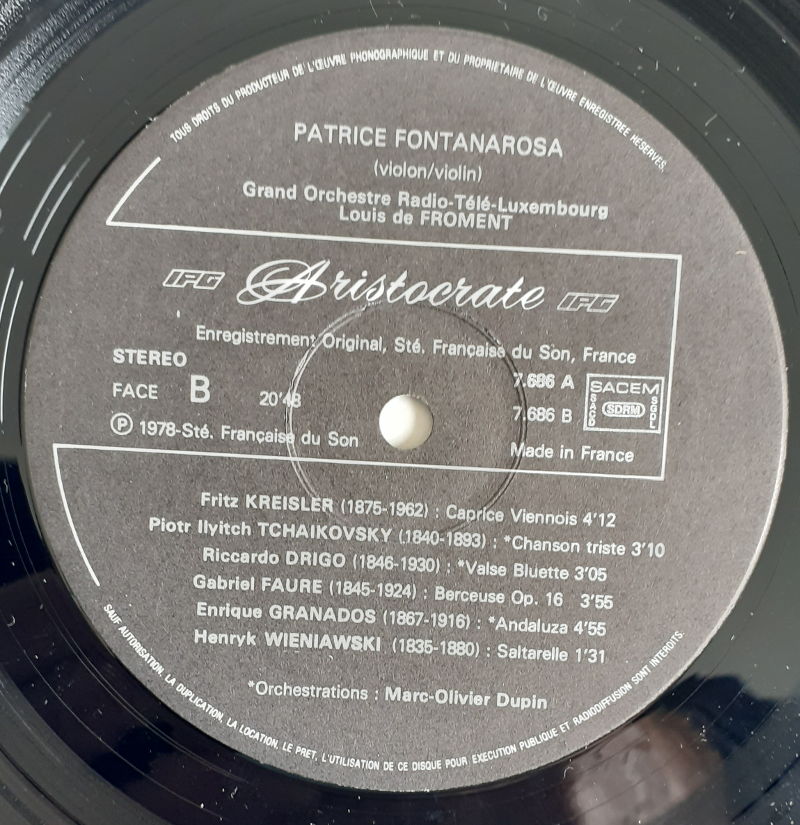 TOUS DROITS DU PRODUCTEUR DE L'ŒUVRE PHONOGRAPHIQUE ET DU PROPRIETAIRE DE L'ŒUVRE ENREGISTREE RESERVES.
PATRICE FONTANAROSA
(violon/violin)
Grand Orchestre Radio-Télé-Luxembourg
Louis de FROMENT
IPG Aristocrate IPG
Enregistrement Original, Sté. Française du Son, France
STEREO
FACE B 20'48
7.686 A
7.686 B
SACEM
SACD
SDRM
SGDL
Ⓟ 1978-Sté. Française du Son
Made in France
Fritz KREISLER (1875-1962) : Caprice Viennois 4'12
Piotr Ilyitch TCHAIKOVSKY (1840-1893) : *Chanson triste 3'10
Riccardo DRIGO (1846-1930) : *Valse Bluette 3'05
Gabriel FAURE (1845-1924) : Berceuse Op. 16 3'55
Enrique GRANADOS (1867-1916) : *Andaluza 4'55
Henryk WIENIAWSKI (1835-1880) : Saltarelle 1'31
*Orchestrations : Marc-Olivier Dupin
SAUF AUTORISATION, LA DUPLICATION, LA LOCATION, LE PRET, L'UTILISATION DE CE DISQUE POUR EXECUTION PUBLIQUE ET RADIODIFFUSION SONT INTERDITS.